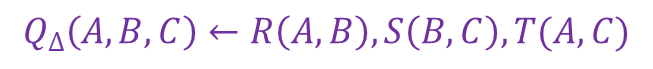 Q_Δ(A, B, C) ← R(A, B), S(B, C), T(A, C)